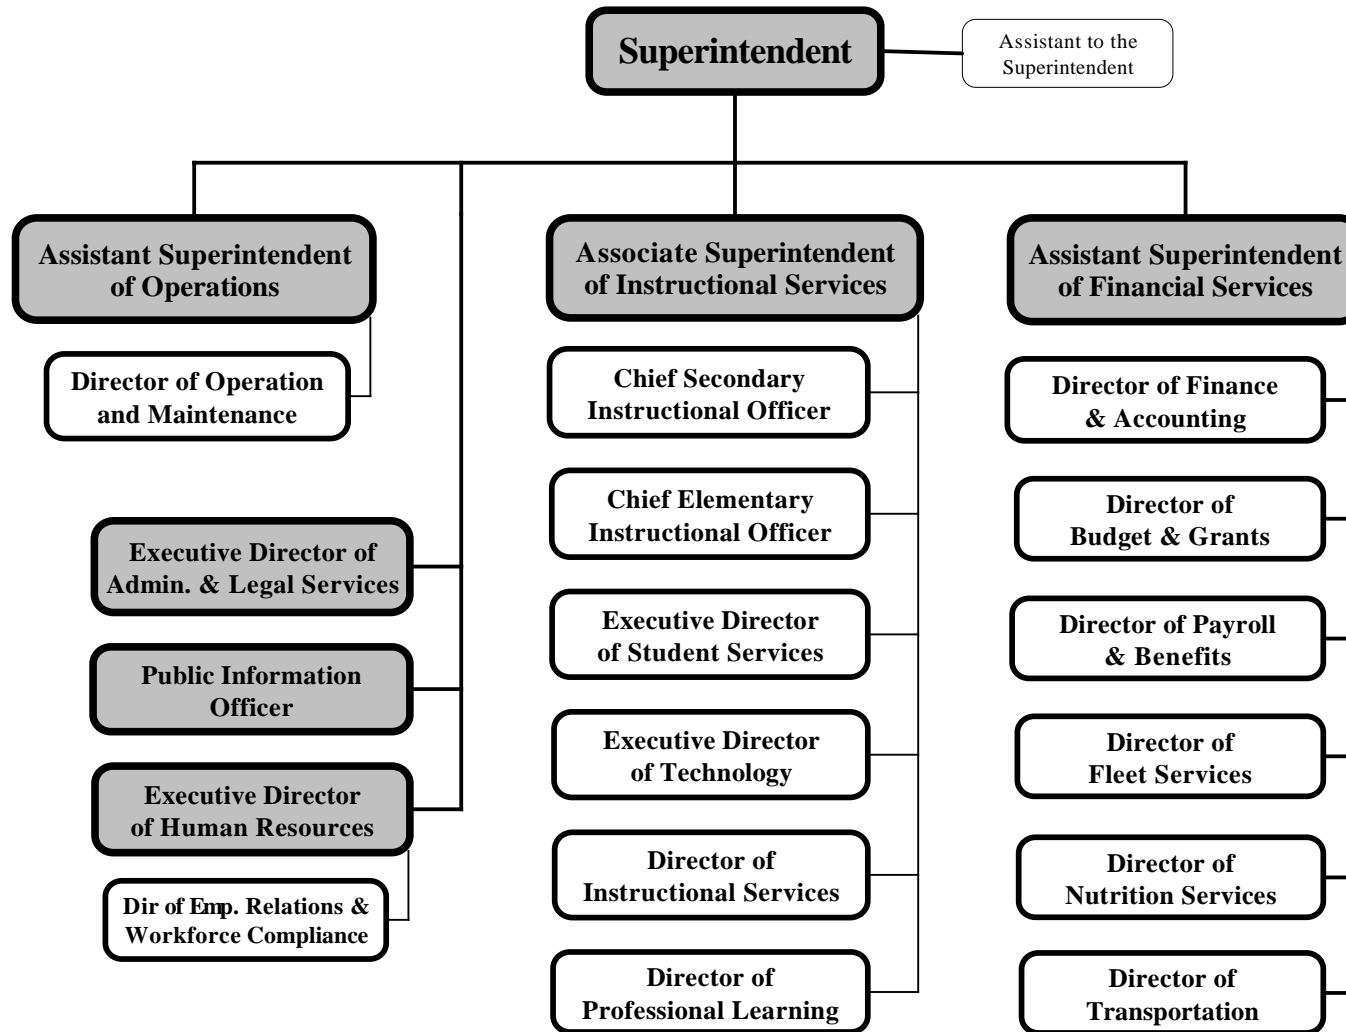 Superintendent
Assistant to the
Superintendent
Assistant Superintendent
of Operations
Director of Operation
and Maintenance
Executive Director of
Admin. & Legal Services
Public Information
Officer
Executive Director
of Human Resources
Dir of Emp. Relations &
Workforce Compliance
Associate Superintendent
of Instructional Services
Chief Secondary
Instructional Officer
Chief Elementary
Instructional Officer
Executive Director
of Student Services
Executive Director
of Technology
Director of
Instructional Services
Director of
Professional Learning
Assistant Superintendent
of Financial Services
Director of Finance
& Accounting
Director of
Budget & Grants
Director of Payroll
& Benefits
Director of
Fleet Services
Director of
Nutrition Services
Director of
Transportation